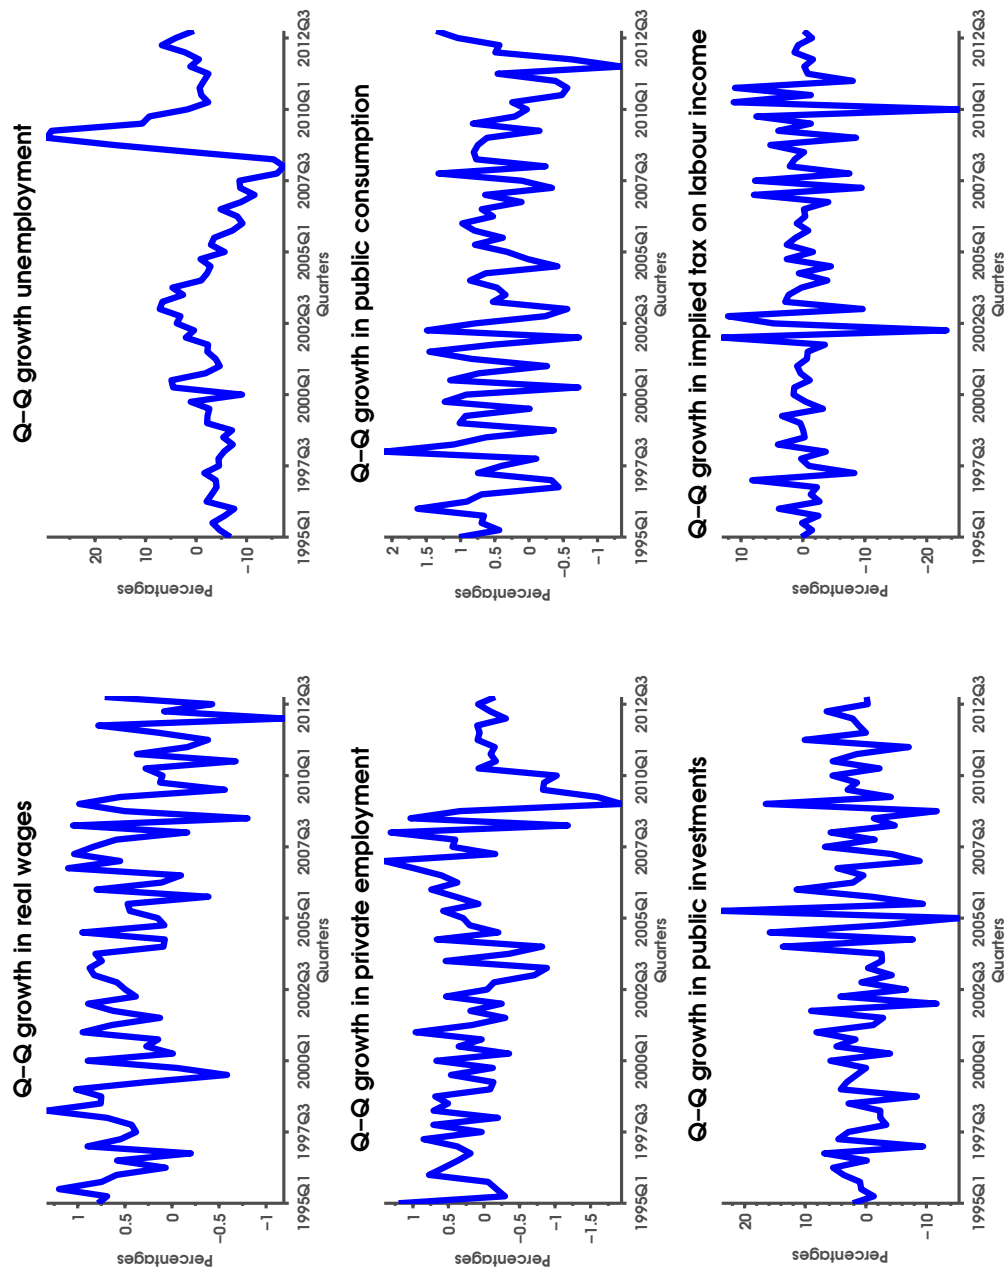 Q–Q growth in real wages
Percentages
1
0.5
0
−1
1995Q1 1997Q3 2000Q1 2002Q3 2005Q1 2007Q3 2010Q1 2012Q3
Quarters
Q–Q growth unemployment
Percentages
20
10
0
−10
1995Q1 1997Q3 2000Q1 2002Q3 2005Q1 2007Q3 2010Q1 2012Q3
Quarters
Q–Q growth in private employment
Percentages
1
0.5
0
−0.5
−1
−1.5
1995Q1 1997Q3 2000Q1 2002Q3 2005Q1 2007Q3 2010Q1 2012Q3
Quarters
Q–Q growth in public consumption
Percentages
2
1.5
1
0.5
0
−0.5
−1
1995Q1 1997Q3 2000Q1 2002Q3 2005Q1 2007Q3 2010Q1 2012Q3
Quarters
Q–Q growth in public investments
Percentages
20
10
0
−10
1995Q1 1997Q3 2000Q1 2002Q3 2005Q1 2007Q3 2010Q1 2012Q3
Quarters
Q–Q growth in implied tax on labour income
Percentages
10
0
−10
−20
1995Q1 1997Q3 2000Q1 2002Q3 2005Q1 2007Q3 2010Q1 2012Q3
Quarters